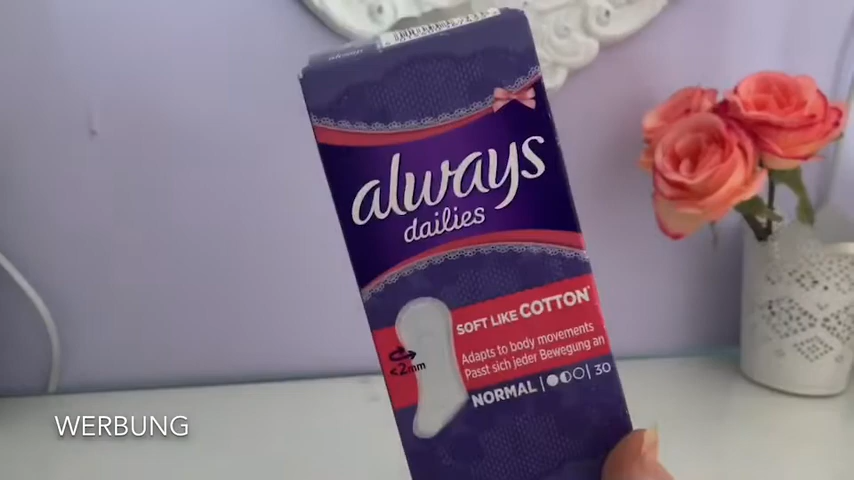 always
dailies
SOFT LIKE COTTON*
Adapts to body movements
Passt sich jeder Bewegung an
<2mm
NORMAL | 30
WERBUNG